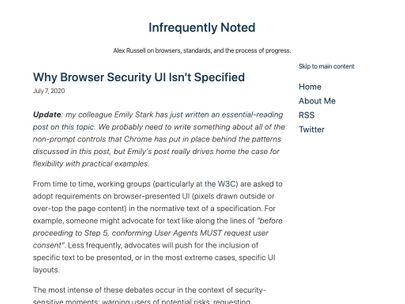 Infrequently Noted
Alex Russell on browsers, standards, and the process of progress.
Skip to main content
Home
About Me
RSS
Twitter
Why Browser Security UI Isn't Specified
July 7, 2020
Update: my colleague Emily Stark has just written an essential-reading
post on this topic. We probably need to write something about all of the
non-prompt controls that Chrome has put in place behind the patterns
discussed in this post, but Emily's post really drives home the case for
flexibility with practical examples.
From time to time, working groups (particularly at the W3C) are asked to
adopt requirements on browser-presented UI (pixels drawn outside or
over-top the page content) in the normative text of a specification. For
example, someone might advocate for text like along the lines of "before
proceeding to Step 5, conforming User Agents MUST request user
consent". Less frequently, advocates will push for the inclusion of
specific text to be presented, or in the most extreme cases, specific UI
layouts.
The most intense of these debates occur in the context of security-
sensitive moments: warning users of potential risks, requesting